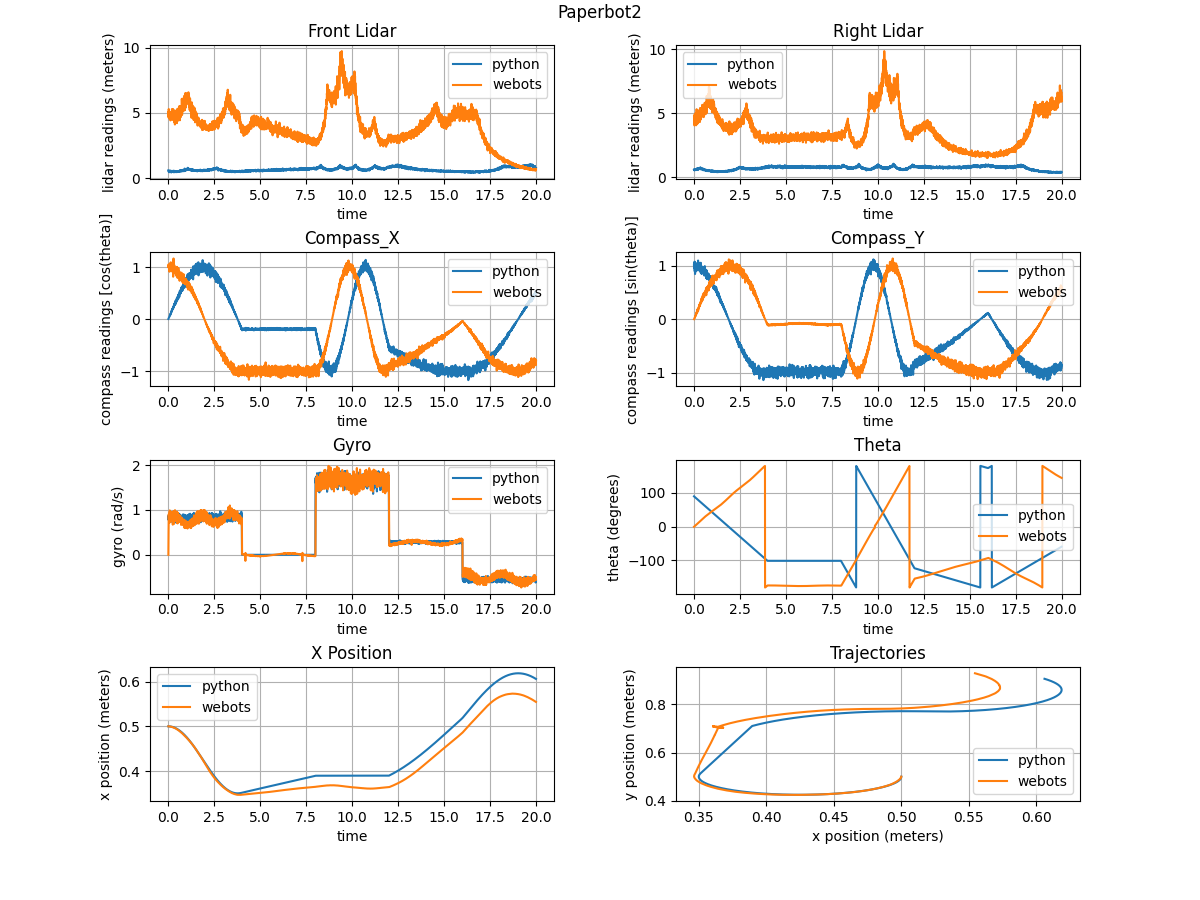 Paperbot2
Front Lidar
lidar readings (meters)
10
5
0
python
webots
0.0 2.5 5.0 7.5 10.0 12.5 15.0 17.5 20.0
time
Right Lidar
lidar readings (meters)
10
5
0
python
webots
0.0 2.5 5.0 7.5 10.0 12.5 15.0 17.5 20.0
time
Compass_X
compass readings [cos(theta)]
1
0
−1
python
webots
0.0 2.5 5.0 7.5 10.0 12.5 15.0 17.5 20.0
time
Compass_Y
compass readings [sin(theta)]
1
0
−1
python
webots
0.0 2.5 5.0 7.5 10.0 12.5 15.0 17.5 20.0
time
Gyro
gyro (rad/s)
2
1
0
python
webots
0.0 2.5 5.0 7.5 10.0 12.5 15.0 17.5 20.0
time
Theta
theta (degrees)
100
0
−100
python
webots
0.0 2.5 5.0 7.5 10.0 12.5 15.0 17.5 20.0
time
X Position
x position (meters)
0.6
0.5
0.4
python
webots
0.0 2.5 5.0 7.5 10.0 12.5 15.0 17.5 20.0
time
Trajectories
y position (meters)
0.8
0.6
0.4
python
webots
0.35 0.40 0.45 0.50 0.55 0.60
x position (meters)